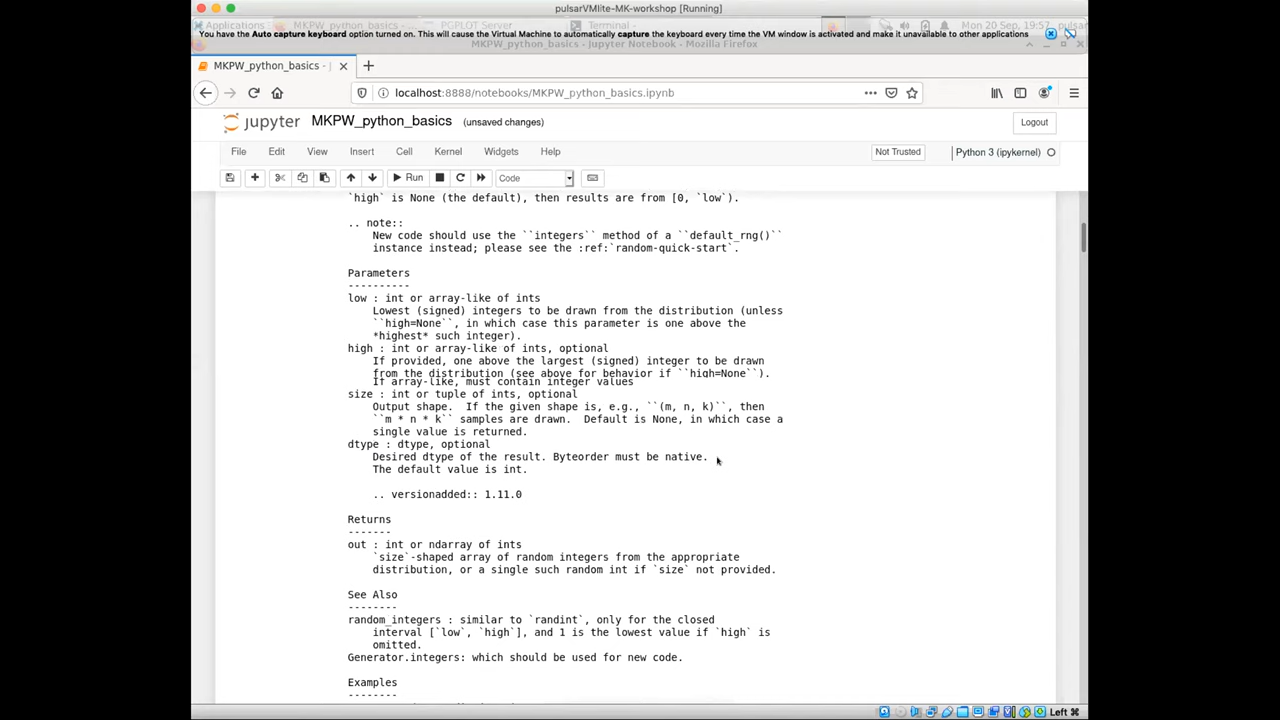 pulsarVMlite-MK-workshop [Running]
Applications MKPW_python_basics - PGPLOT Server Terminal - Mon 20 Sep, 19:57 pulsar
You have the Auto capture keyboard option turned on. This will cause the Virtual Machine to automatically capture the keyboard every time the VM window is activated and make it unavailable to other applications
MKPW_python_basics - Jupyter Notebook - Mozilla Firefox
MKPW_python_basics -
localhost:8888/notebooks/MKPW_python_basics.ipynb
jupyter MKPW_python_basics (unsaved changes) Logout
File Edit View Insert Cell Kernel Widgets Help Not Trusted Python 3 (ipykernel)
Run Code
`high` is None (the default), then results are from [0, `low`).
.. note::
New code should use the ``integers`` method of a ``default_rng()``
instance instead; please see the :ref:`random-quick-start`.
Parameters
----------
low : int or array-like of ints
Lowest (signed) integers to be drawn from the distribution (unless
``high=None``, in which case this parameter is one above the
*highest* such integer).
high : int or array-like of ints, optional
If provided, one above the largest (signed) integer to be drawn
from the distribution (see above for behavior if ``high=None``).
If array-like, must contain integer values
size : int or tuple of ints, optional
Output shape.  If the given shape is, e.g., ``(m, n, k)``, then
``m * n * k`` samples are drawn.  Default is None, in which case a
single value is returned.
dtype : dtype, optional
Desired dtype of the result. Byteorder must be native.
The default value is int.
.. versionadded:: 1.11.0
Returns
-------
out : int or ndarray of ints
`size`-shaped array of random integers from the appropriate
distribution, or a single such random int if `size` not provided.
See Also
--------
random_integers : similar to `randint`, only for the closed
interval [`low`, `high`], and 1 is the lowest value if `high` is
omitted.
Generator.integers: which should be used for new code.
Examples
--------
Left ⌘